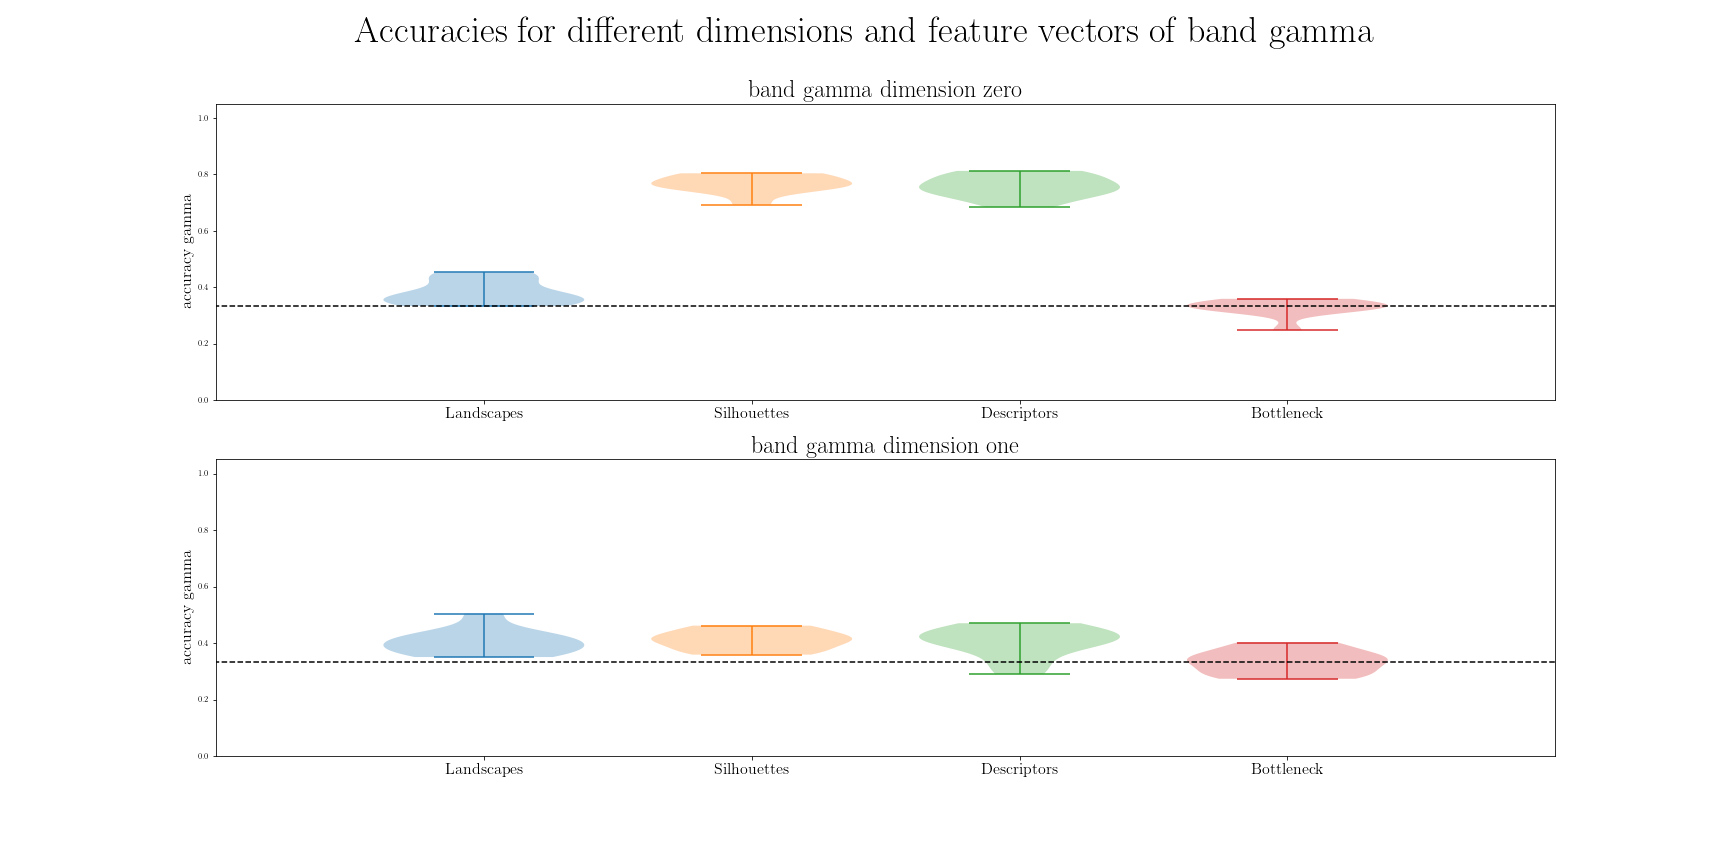 Accuracies for different dimensions and feature vectors of band gamma
band gamma dimension zero
1.0
0.8
0.6
0.4
0.2
0.0
accuracy gamma
Landscapes Silhouettes Descriptors Bottleneck
band gamma dimension one
1.0
0.8
0.6
0.4
0.2
0.0
accuracy gamma
Landscapes Silhouettes Descriptors Bottleneck